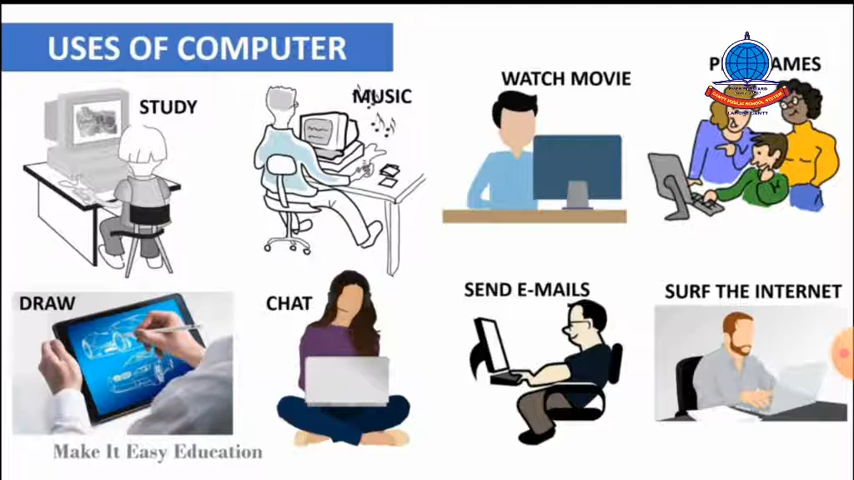 USES OF COMPUTER
STUDY
MUSIC
WATCH MOVIE
AMES
DRAW
CHAT
SEND E-MAILS
SURF THE INTERNET
Make It Easy Education